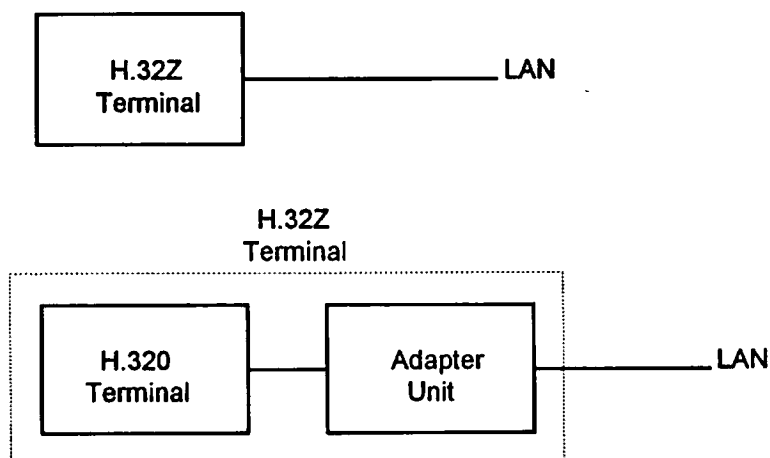 H.32Z
Terminal
LAN
H.32Z
Terminal
H.320
Terminal
Adapter
Unit
LAN